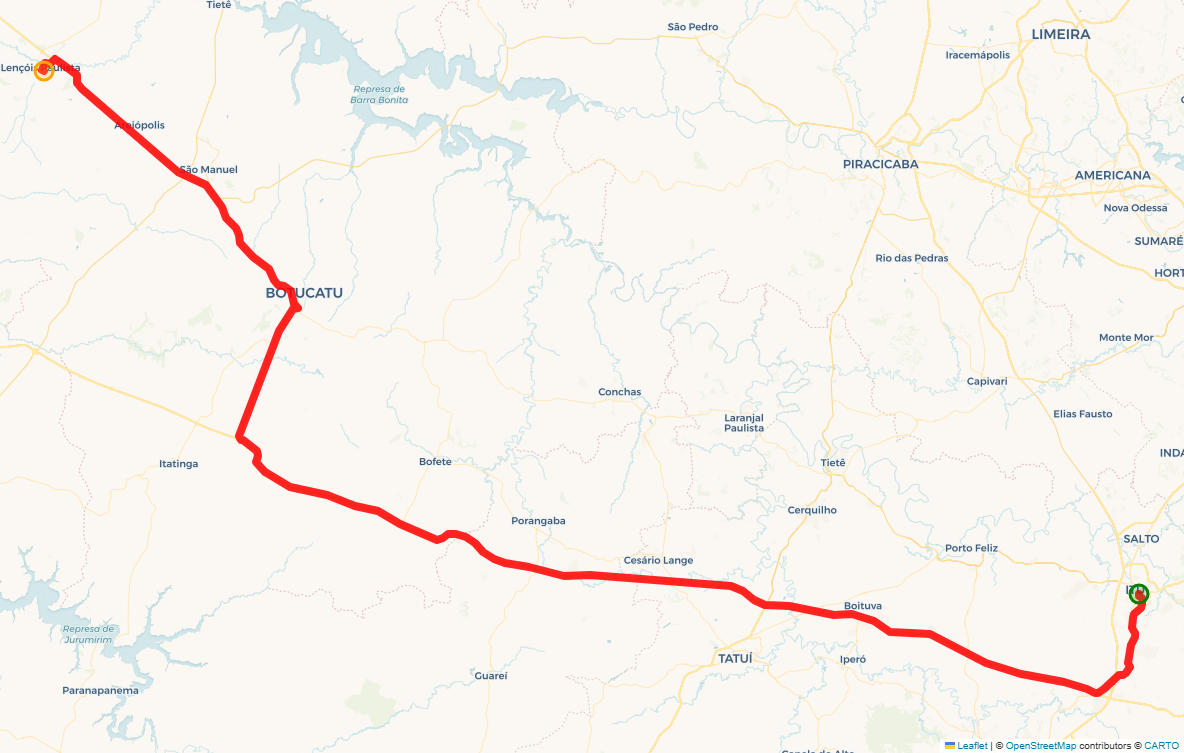 Tietê
São Pedro
LIMEIRA
Iracemápolis
Lençóis Paulista
Represa de
Barra Bonita
Areiópolis
São Manuel
PIRACICABA
AMERICANA
Nova Odessa
SUMARÉ
Rio das Pedras
HORT
BOTUCATU
Monte Mor
Capivari
Conchas
Elias Fausto
Laranjal
Paulista
INDA
Itatinga
Bofete
Tietê
Cerquilho
Porangaba
SALTO
Porto Feliz
Cesário Lange
ITU
Boituva
Represa de
Jurumirim
TATUÍ
Iperó
Guareí
Paranapanema
Leaflet | © OpenStreetMap contributors © CARTO